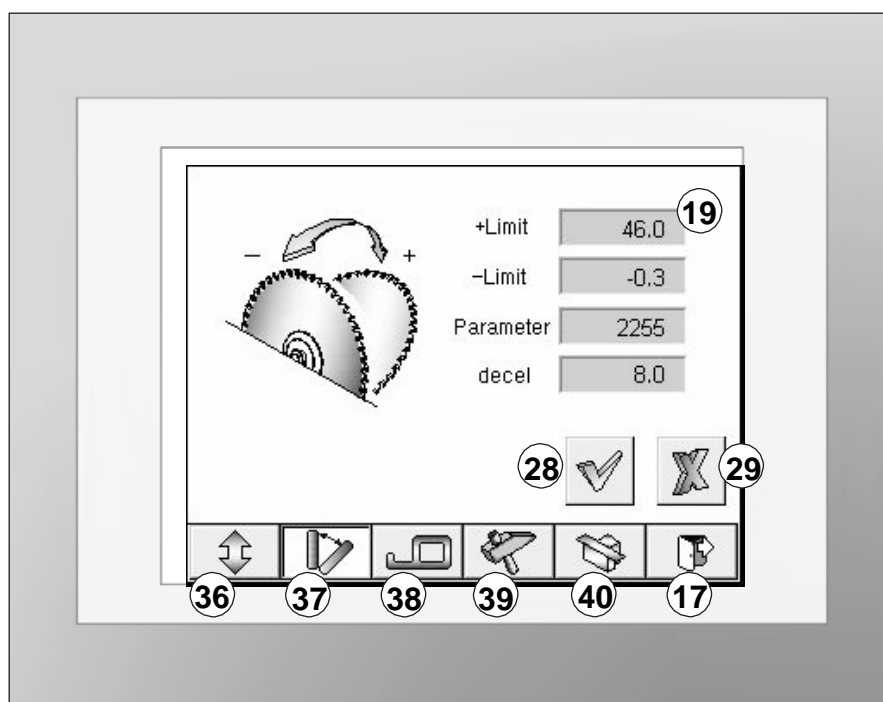 +Limit 46.0 19
− +
−Limit -0.3
Parameter 2255
decel 8.0
28 29
36 37 38 39 40 17